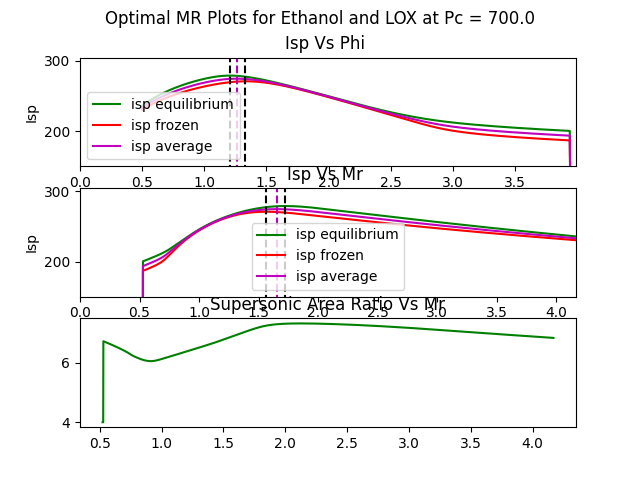 Optimal MR Plots for Ethanol and LOX at Pc = 700.0
Isp Vs Phi
300
200
Isp
isp equilibrium
isp frozen
isp average
0.0 0.5 1.0 1.5 2.0 2.5 3.0 3.5
Isp Vs Mr
300
200
Isp
isp equilibrium
isp frozen
isp average
0.0 0.5 1.0 1.5 2.0 2.5 3.0 3.5 4.0
Supersonic Area Ratio Vs Mr
6
4
0.5 1.0 1.5 2.0 2.5 3.0 3.5 4.0